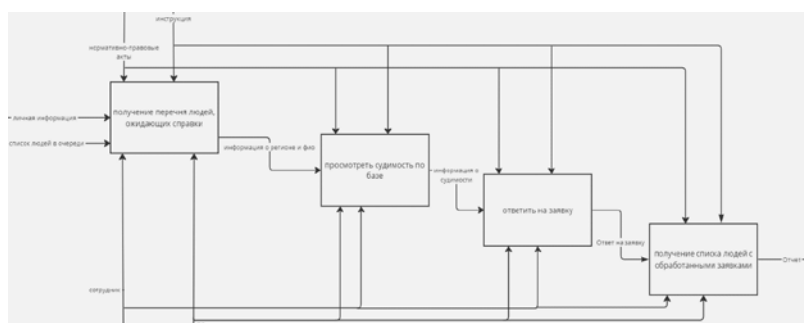 инструкция
нормативно-правовые
акты
получение перечня людей,
ожидающих справки
личная информация
список людей в очереди
информация о регионе и фио
просмотреть судимость по
базе
информация о
судимости
ответить на заявку
Ответ на заявку
получение списка людей с
обработанными заявками
Отчет
сотрудник